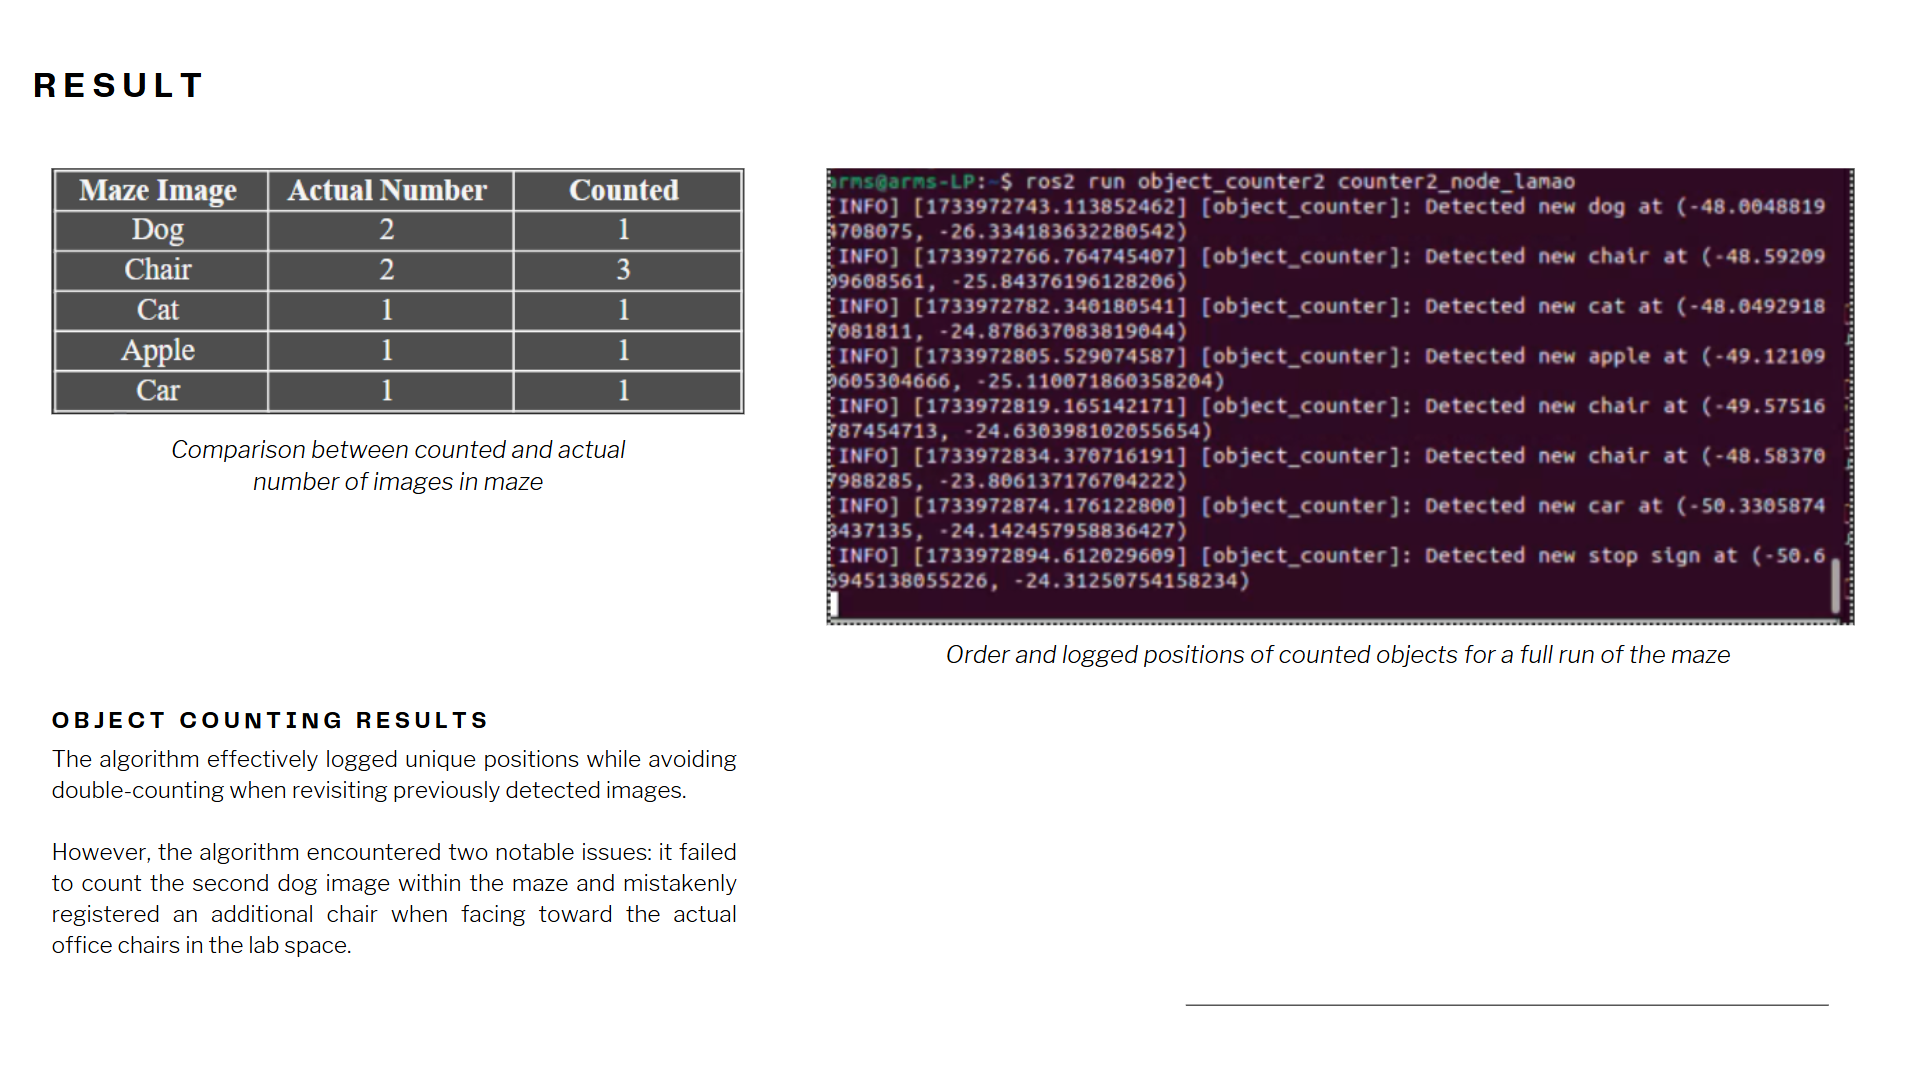 RESULT
Maze Image Actual Number Counted
Dog 2 1
Chair 2 3
Cat 1 1
Apple 1 1
Car 1 1
Comparison between counted and actual
number of images in maze
arms@arms-LP:~$ ros2 run object_counter2 counter2_node_lamao
[INFO] [1733972743.113852462] [object_counter]: Detected new dog at (-48.0048819
4708075, -26.334183632280542)
[INFO] [1733972766.764745407] [object_counter]: Detected new chair at (-48.59209
09608561, -25.84376196128206)
[INFO] [1733972782.340180541] [object_counter]: Detected new cat at (-48.0492918
7081811, -24.878637083819044)
[INFO] [1733972805.529074587] [object_counter]: Detected new apple at (-49.12109
0605304666, -25.110071860358204)
[INFO] [1733972819.165142171] [object_counter]: Detected new chair at (-49.57516
787454713, -24.630398102055654)
[INFO] [1733972834.370716191] [object_counter]: Detected new chair at (-48.58370
7988285, -23.806137176704222)
[INFO] [1733972874.176122800] [object_counter]: Detected new car at (-50.3305874
3437135, -24.142457958836427)
[INFO] [1733972894.612029609] [object_counter]: Detected new stop sign at (-50.6
5945138055226, -24.31250754158234)
Order and logged positions of counted objects for a full run of the maze
OBJECT COUNTING RESULTS
The algorithm effectively logged unique positions while avoiding
double-counting when revisiting previously detected images.
However, the algorithm encountered two notable issues: it failed
to count the second dog image within the maze and mistakenly
registered an additional chair when facing toward the actual
office chairs in the lab space.